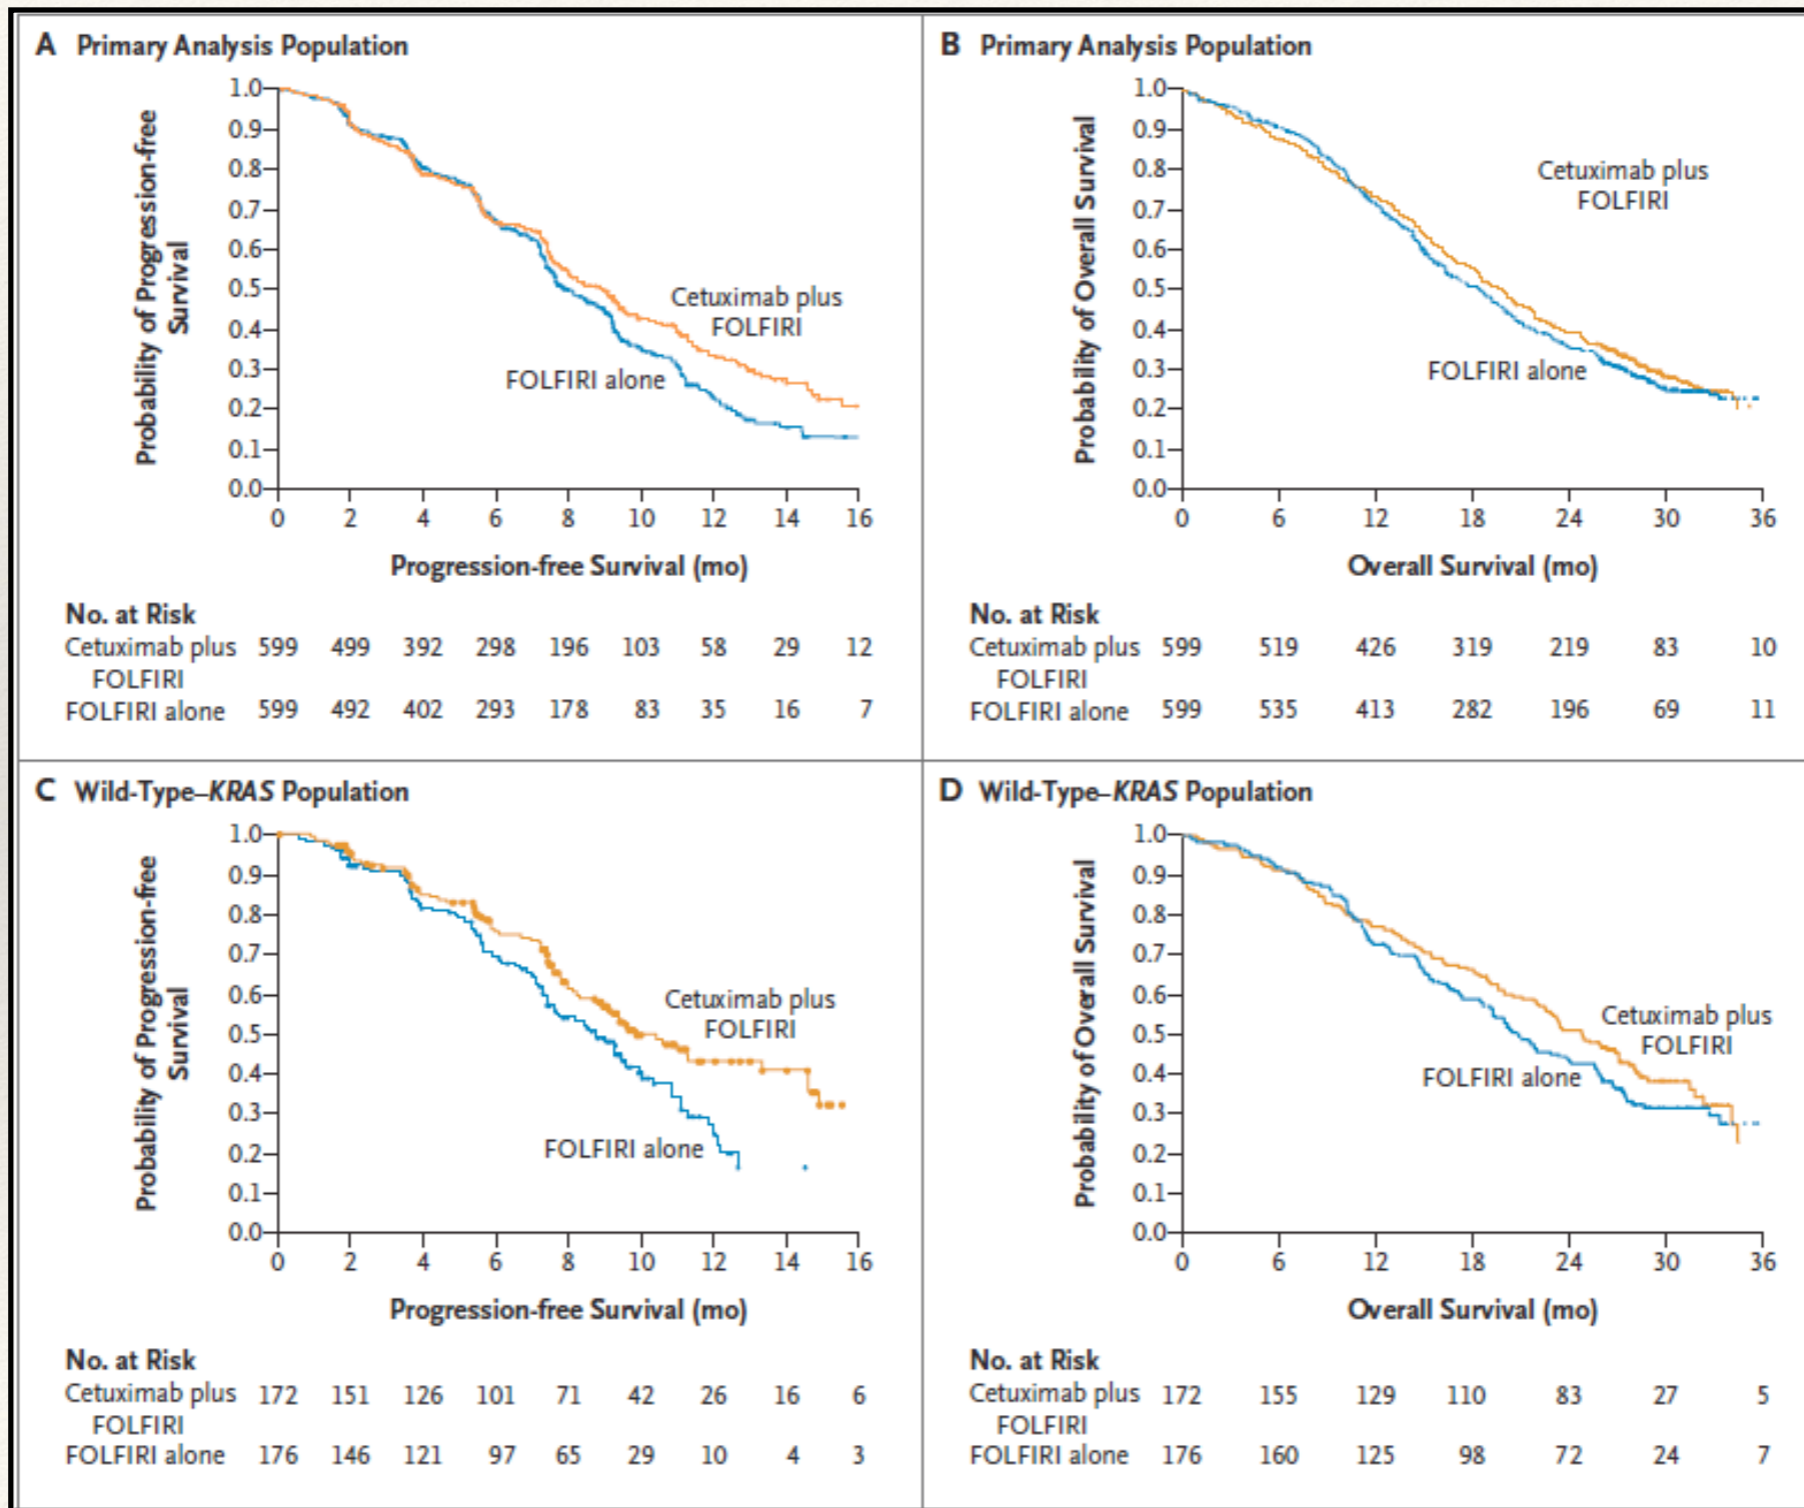 A Primary Analysis Population
Probability of Progression-free
Survival
1.0
0.9
0.8
0.7
0.6
0.5
0.4
0.3
0.2
0.1
0.0
Cetuximab plus
FOLFIRI
FOLFIRI alone
0 2 4 6 8 10 12 14 16
Progression-free Survival (mo)
No. at Risk
Cetuximab plus 599 499 392 298 196 103 58 29 12
FOLFIRI
FOLFIRI alone 599 492 402 293 178 83 35 16 7
B Primary Analysis Population
Probability of Overall Survival
1.0
0.9
0.8
0.7
0.6
0.5
0.4
0.3
0.2
0.1
0.0
Cetuximab plus
FOLFIRI
FOLFIRI alone
0 6 12 18 24 30 36
Overall Survival (mo)
No. at Risk
Cetuximab plus 599 519 426 319 219 83 10
FOLFIRI
FOLFIRI alone 599 535 413 282 196 69 11
C Wild-Type–KRAS Population
Probability of Progression-free
Survival
1.0
0.9
0.8
0.7
0.6
0.5
0.4
0.3
0.2
0.1
0.0
Cetuximab plus
FOLFIRI
FOLFIRI alone
0 2 4 6 8 10 12 14 16
Progression-free Survival (mo)
No. at Risk
Cetuximab plus 172 151 126 101 71 42 26 16 6
FOLFIRI
FOLFIRI alone 176 146 121 97 65 29 10 4 3
D Wild-Type–KRAS Population
Probability of Overall Survival
1.0
0.9
0.8
0.7
0.6
0.5
0.4
0.3
0.2
0.1
0.0
Cetuximab plus
FOLFIRI
FOLFIRI alone
0 6 12 18 24 30 36
Overall Survival (mo)
No. at Risk
Cetuximab plus 172 155 129 110 83 27 5
FOLFIRI
FOLFIRI alone 176 160 125 98 72 24 7